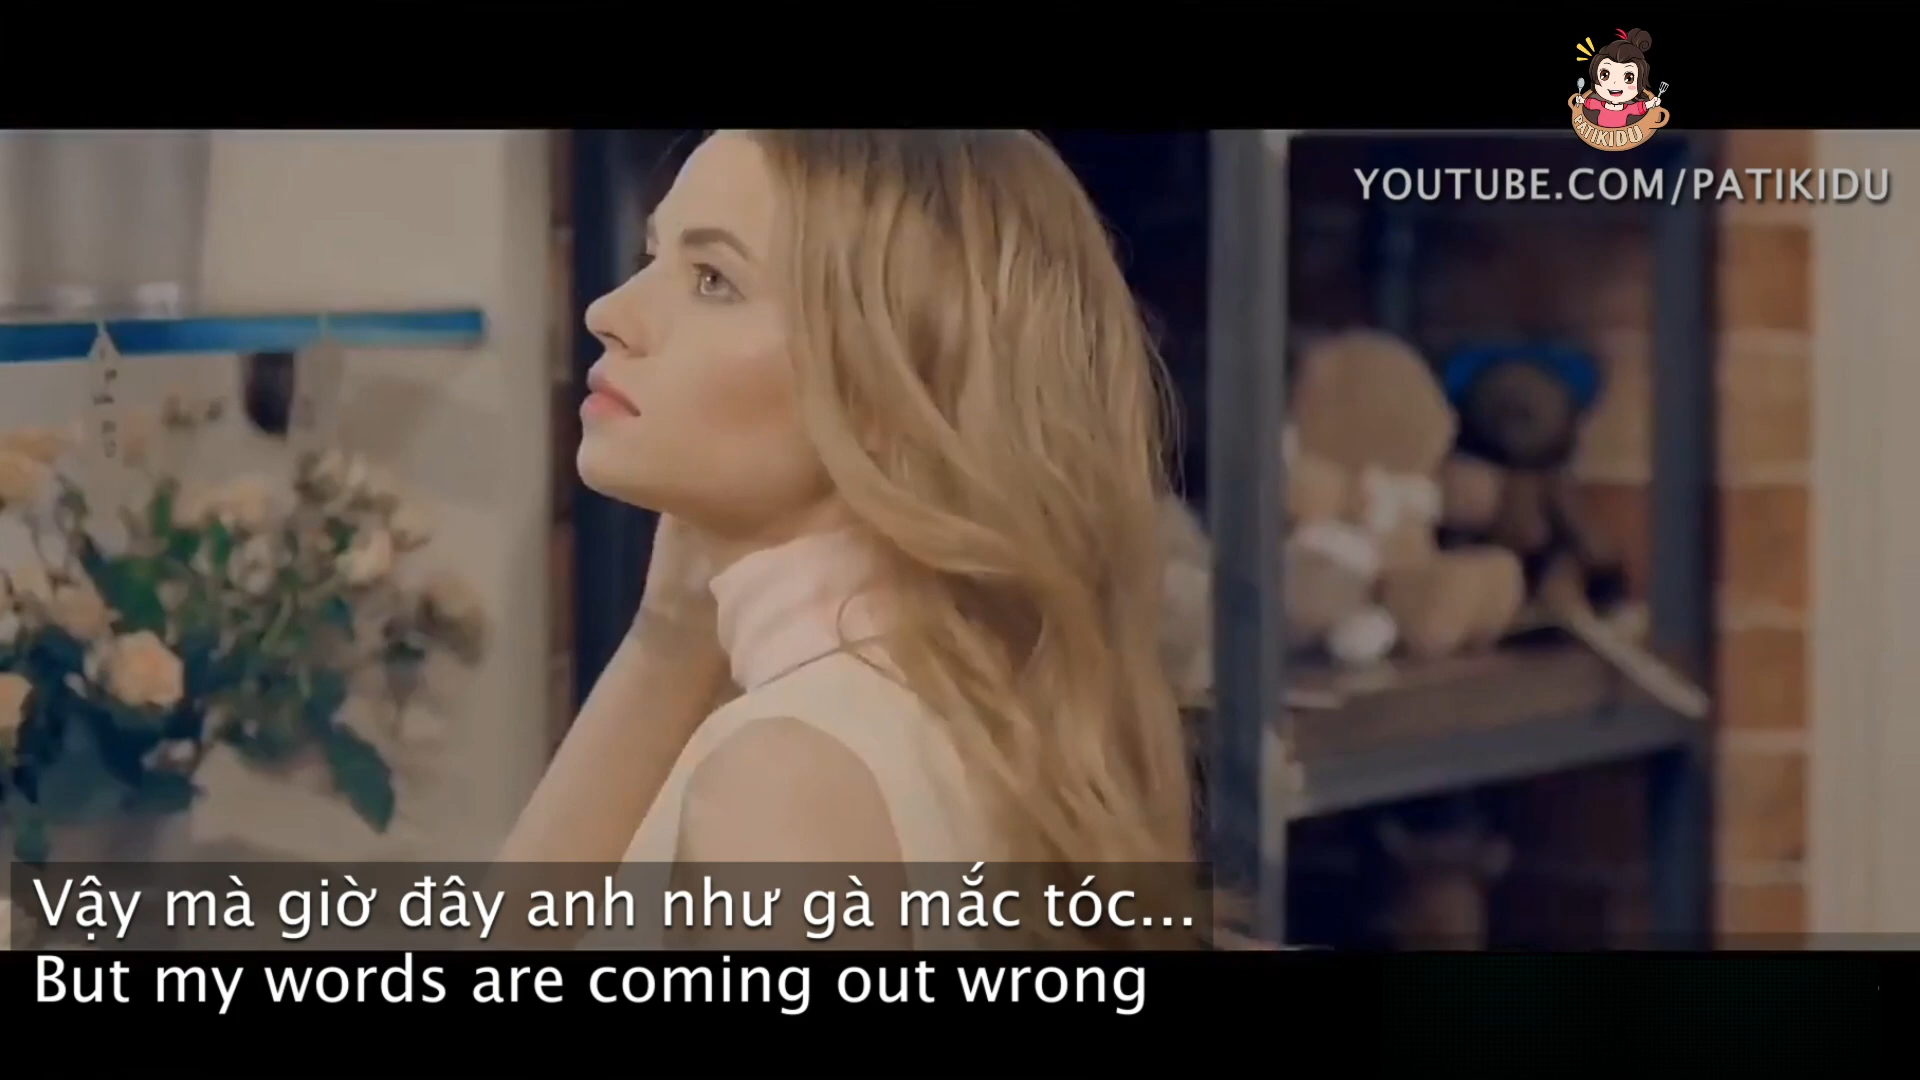 PATIKIDU
YOUTUBE.COM/PATIKIDU
Vậy mà giờ đây anh như gà mắc tóc...
But my words are coming out wrong